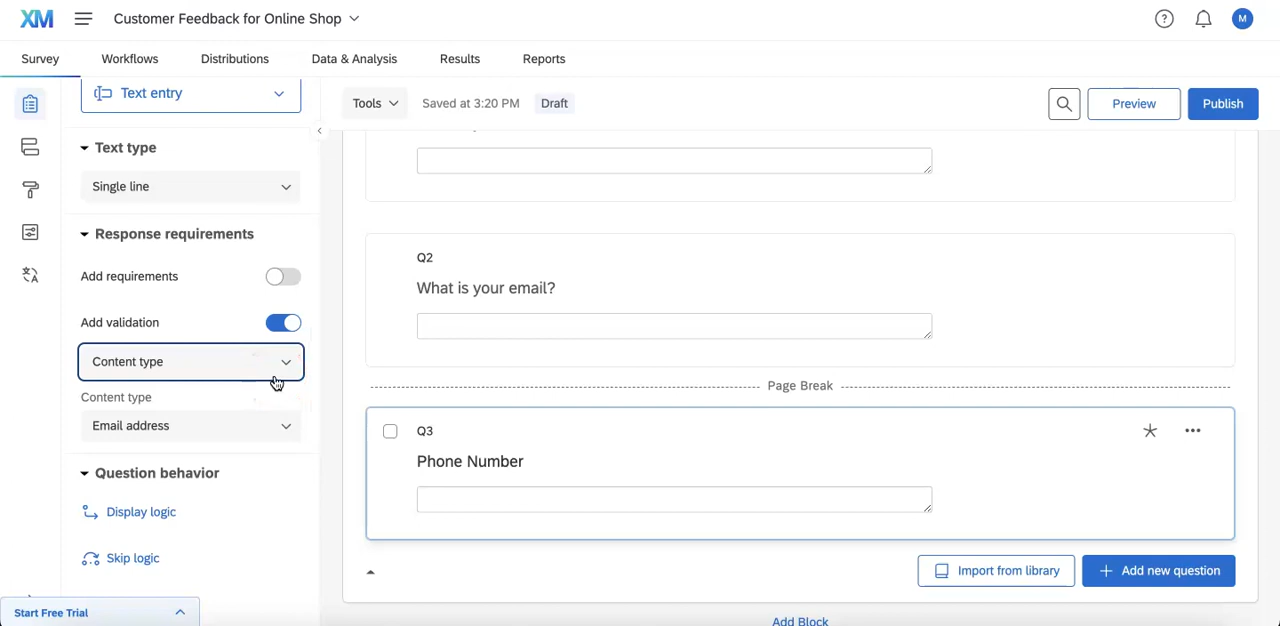 XM
Customer Feedback for Online Shop
M
Survey
Workflows
Distributions
Data & Analysis
Results
Reports
Text entry
Tools
Saved at 3:20 PM
Draft
Preview
Publish
Text type
Single line
Response requirements
Add requirements
Add validation
Content type
Content type
Email address
Question behavior
Display logic
Skip logic
Start Free Trial
Q2
What is your email?
Page Break
Q3
Phone Number
Import from library
Add new question
Add Block